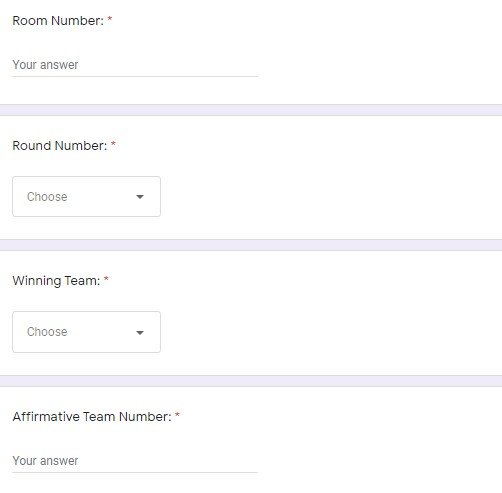 Room Number: *
Your answer
Round Number: *
Choose
Winning Team: *
Choose
Affirmative Team Number: *
Your answer